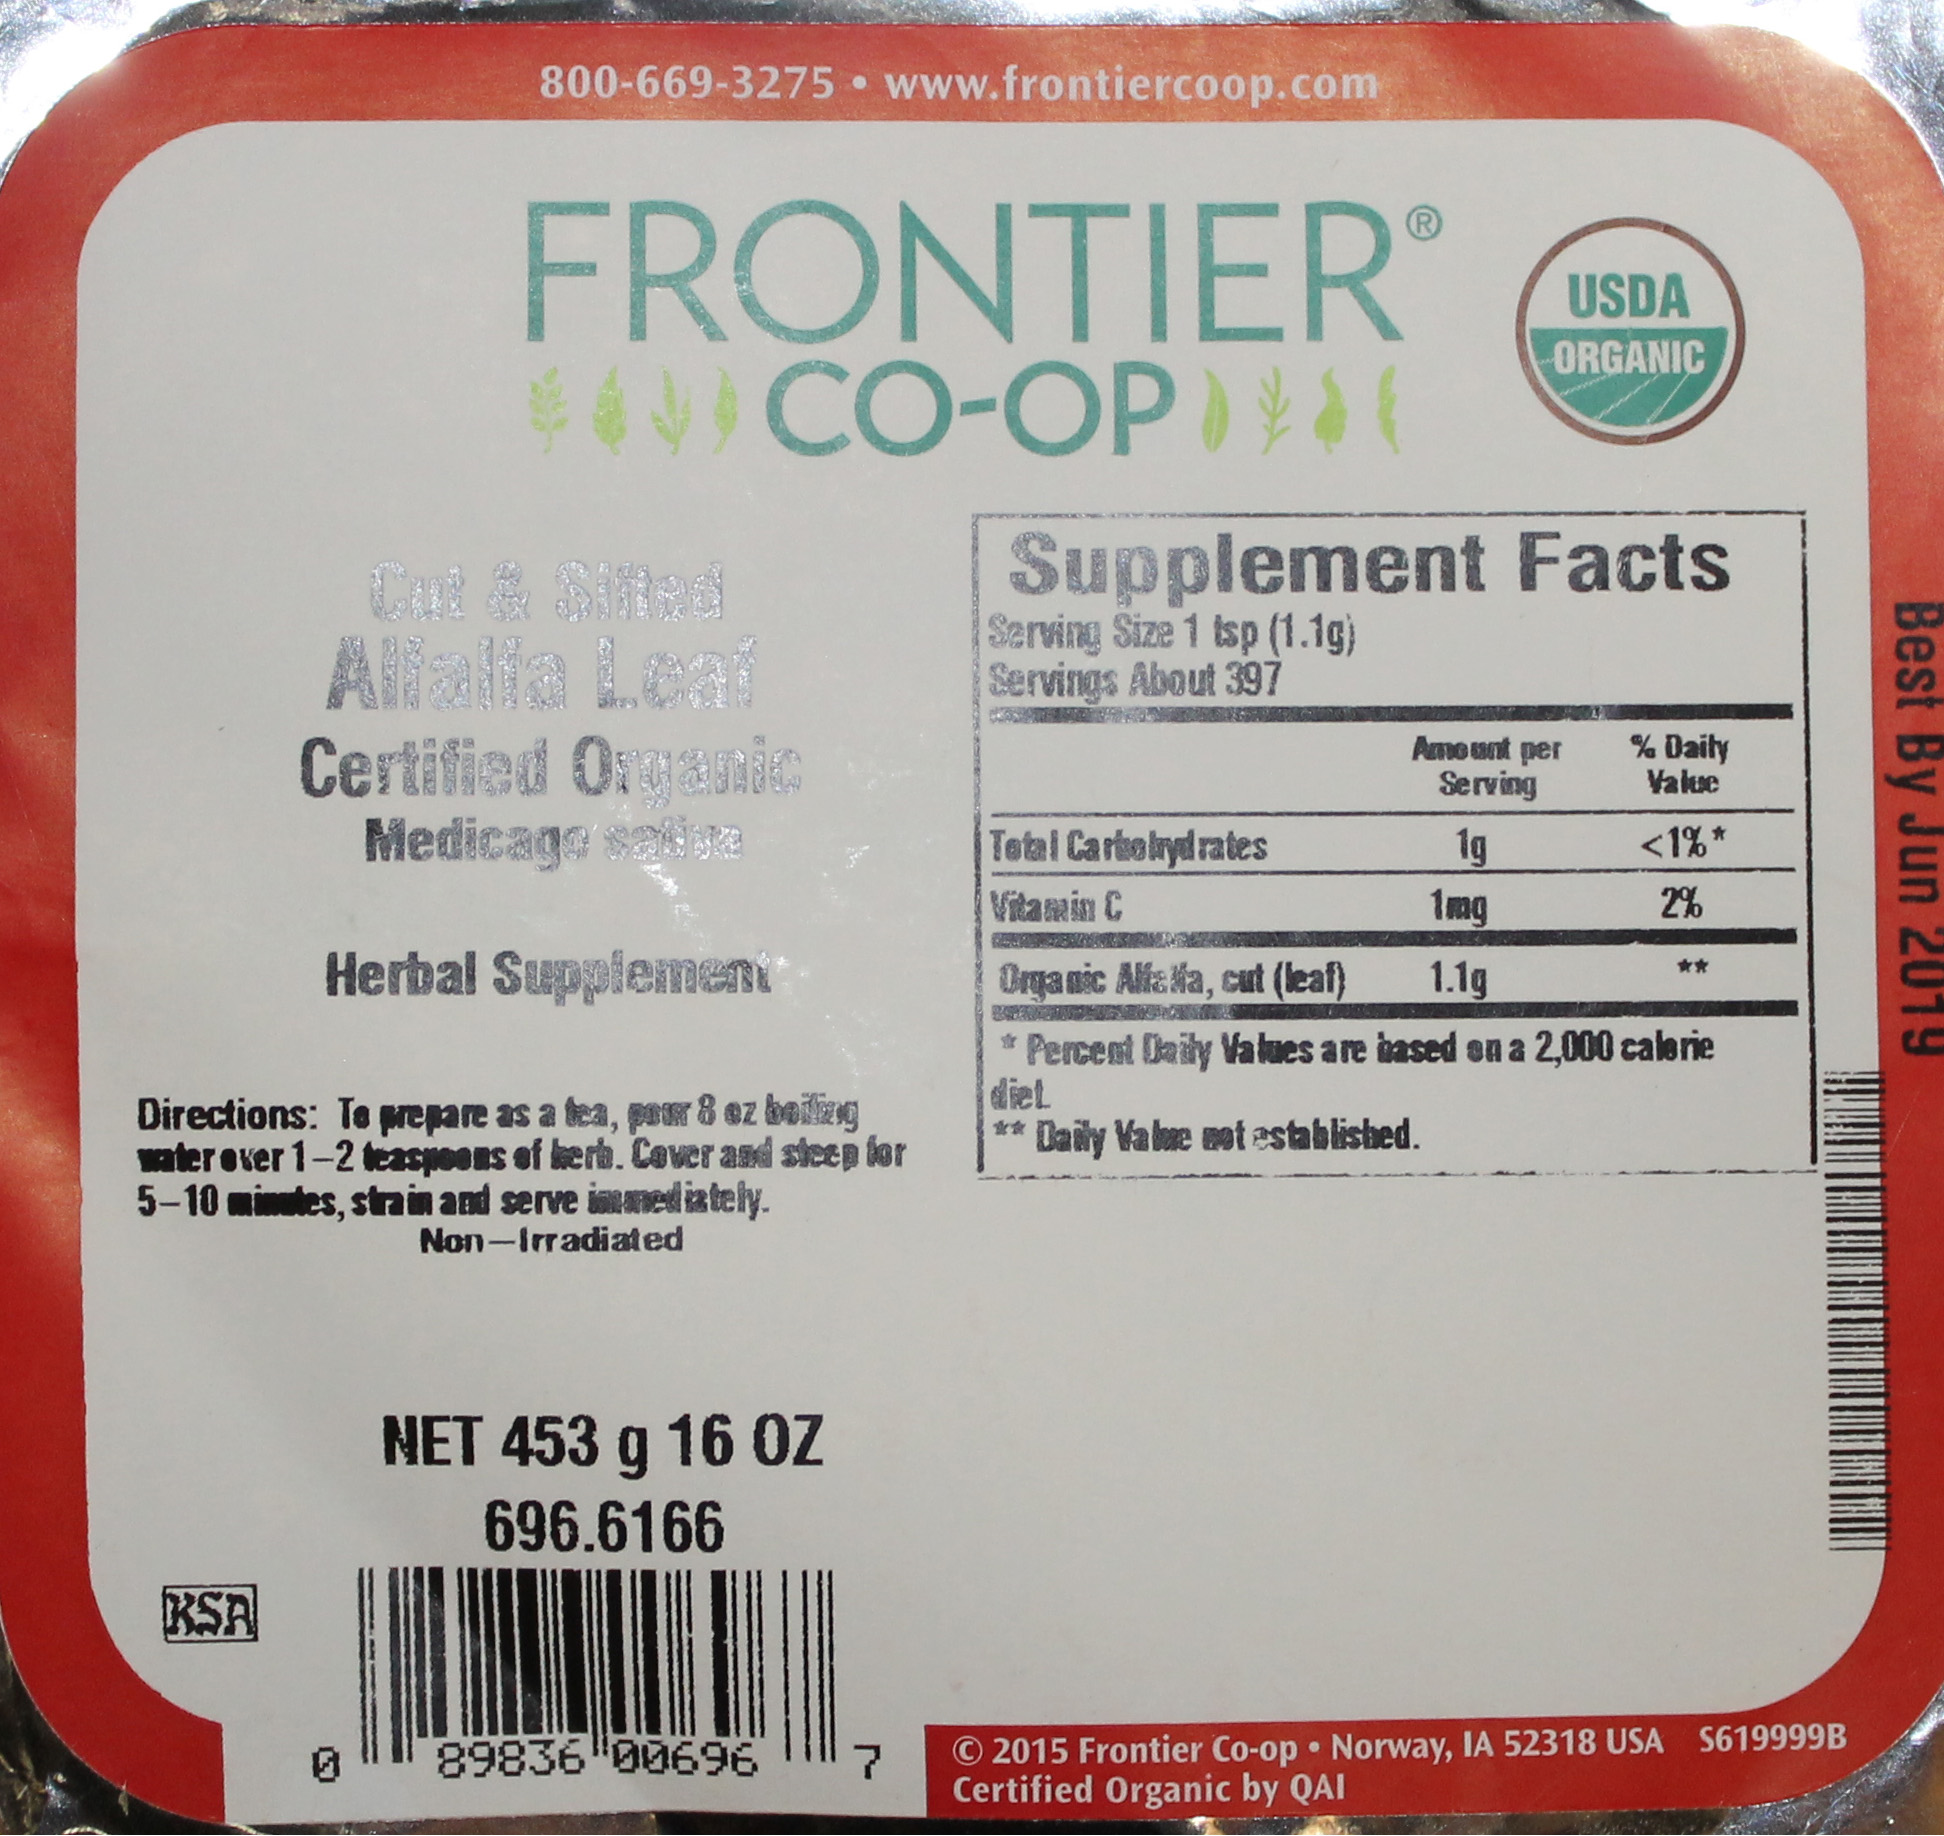 800-669-3275 • www.frontiercoop.com
FRONTIER®
CO-OP
USDA
ORGANIC
Cut & Sifted
Alfalfa Leaf
Certified Organic
Medicago sativa
Herbal Supplement
Directions: To prepare as a tea, pour 8 oz boiling
water over 1–2 teaspoons of herb. Cover and steep for
5–10 minutes, strain and serve immediately.
Non–Irradiated
NET 453 g 16 OZ
696.6166
KSA
0 89836 00696 7
Supplement Facts
Serving Size 1 tsp (1.1g)
Servings About 397
Amount per % Daily
Serving Value
Total Carbohydrates 1g <1%*
Vitamin C 1mg 2%
Organic Alfalfa, cut (leaf) 1.1g **
* Percent Daily Values are based on a 2,000 calorie
diet.
** Daily Value not established.
Best By Jun 2019
© 2015 Frontier Co-op • Norway, IA 52318 USA S619999B
Certified Organic by QAI